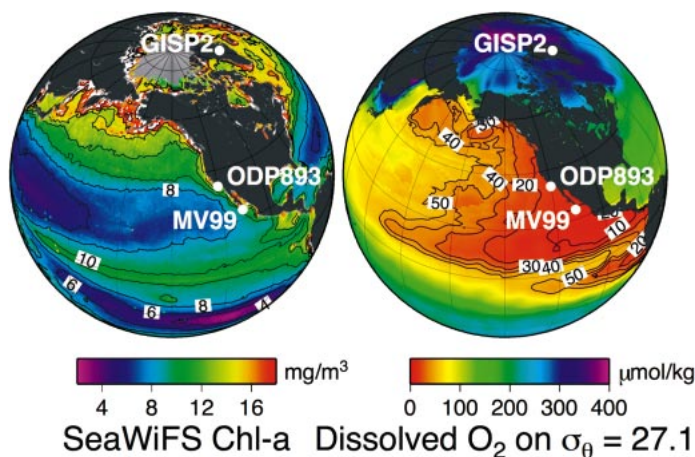 GISP2
ODP893
8
MV99
10
6
6
8
4
GISP2
40
40
20
ODP893
50
MV99
10
20
30
40
50
mg/m³
4 8 12 16
SeaWiFS Chl-a
μmol/kg
0 100 200 300 400
Dissolved O₂ on σ_θ = 27.1